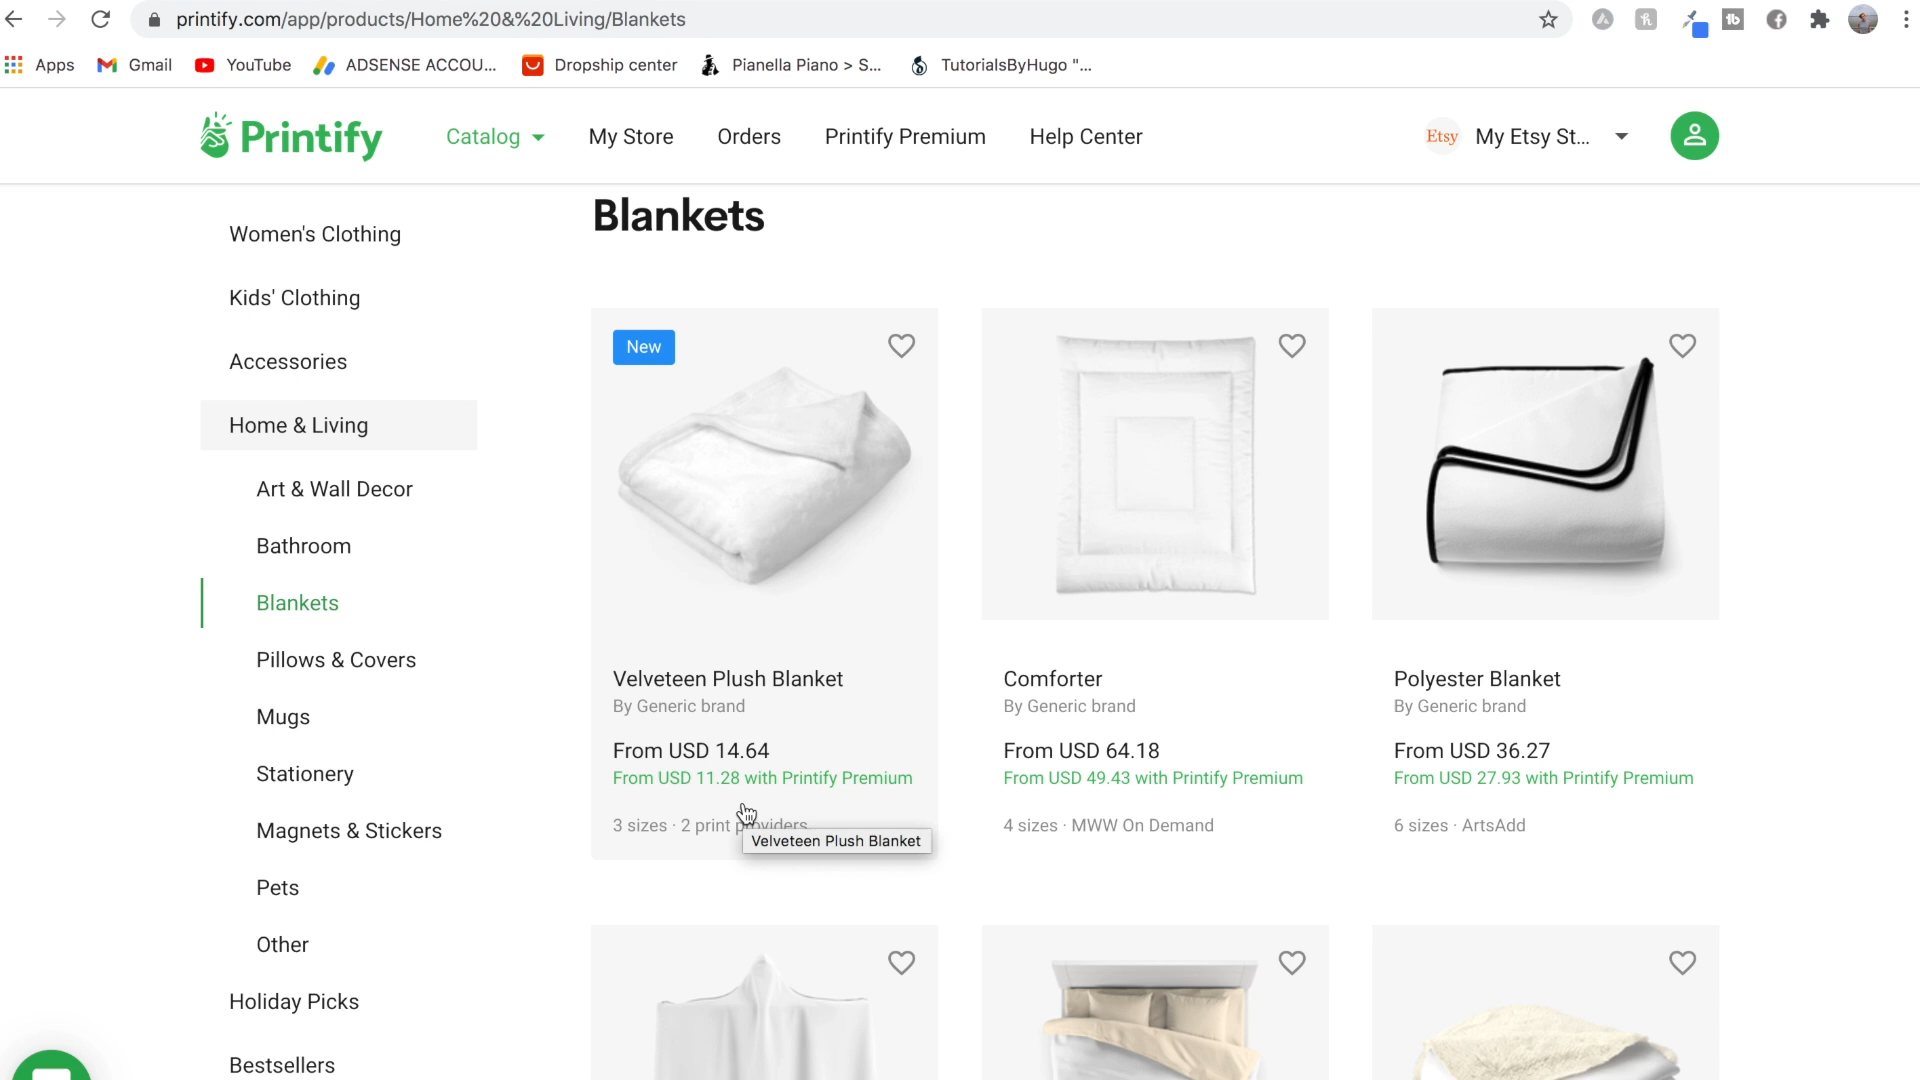 printify.com/app/products/Home%20&%20Living/Blankets
Apps Gmail YouTube ADSENSE ACCOU... Dropship center Pianella Piano > S... TutorialsByHugo "...
Printify Catalog My Store Orders Printify Premium Help Center Etsy My Etsy St...
Blankets
Women's Clothing
Kids' Clothing
Accessories
Home & Living
Art & Wall Decor
Bathroom
Blankets
Pillows & Covers
Mugs
Stationery
Magnets & Stickers
Pets
Other
Holiday Picks
Bestsellers
New
Velveteen Plush Blanket
By Generic brand
From USD 14.64
From USD 11.28 with Printify Premium
3 sizes · 2 print providers
Velveteen Plush Blanket
Comforter
By Generic brand
From USD 64.18
From USD 49.43 with Printify Premium
4 sizes · MWW On Demand
Polyester Blanket
By Generic brand
From USD 36.27
From USD 27.93 with Printify Premium
6 sizes · ArtsAdd